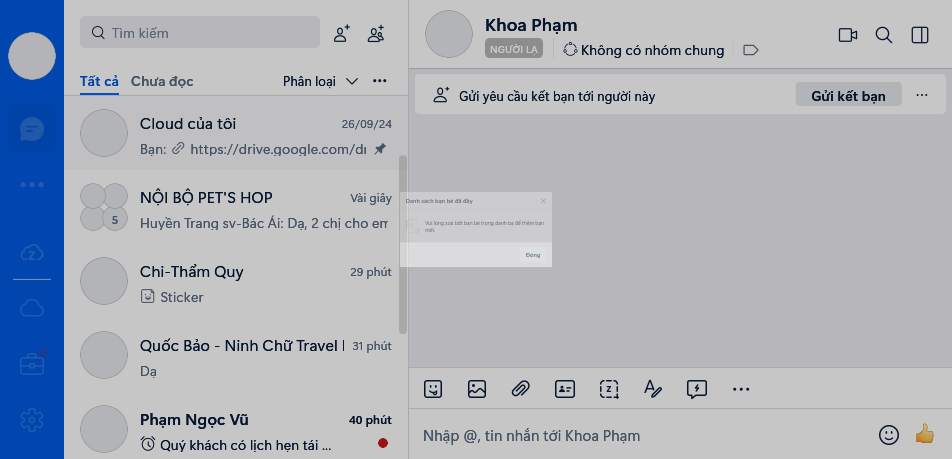 Tìm kiếm
Tất cả Chưa đọc Phân loại
Cloud của tôi 26/09/24
Bạn: https://drive.google.com/dr
NỘI BỘ PET'S HOP Vài giây
5
Huyền Trang sv-Bác Ái: Dạ, 2 chị cho em
Chi-Thẩm Quy 29 phút
Sticker
Quốc Bảo - Ninh Chữ Travel 31 phút
Dạ
Phạm Ngọc Vũ 40 phút
Quý khách có lịch hẹn tái ...
Khoa Phạm
NGƯỜI LẠ Không có nhóm chung
Gửi yêu cầu kết bạn tới người này Gửi kết bạn
Danh sách bạn bè đã đầy
Vui lòng xoá bớt bạn bè trong danh bạ để thêm bạn
mới.
Đóng
Nhập @, tin nhắn tới Khoa Phạm